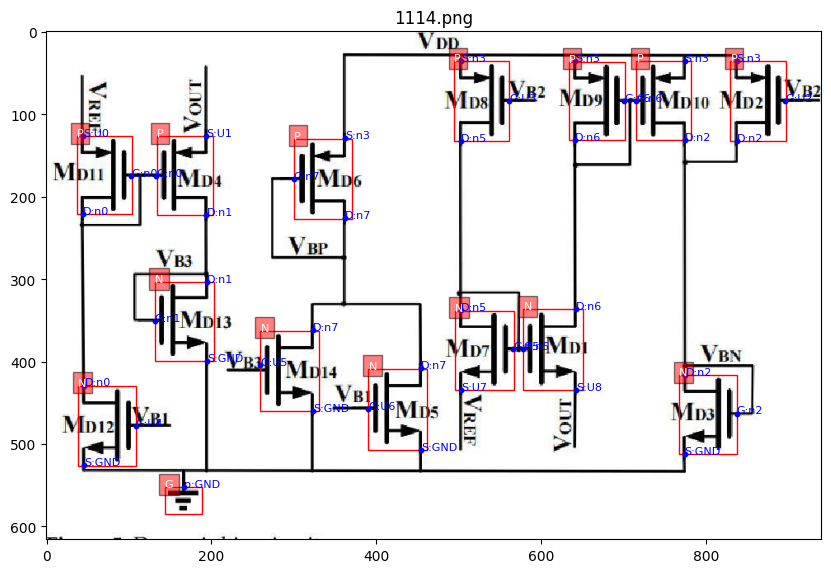 1114.png
VDD
VREF
VOUT
P S:U0
P S:U1
P S:n3
P S:n3
P S:n3
P S:n3
P S:n3
MD8
VB2
MD9
MD10
MD2
VB2
D:n5
D:n6
D:n2
D:n2
MD11
MD4
MD6
G:n7
D:n0
D:n1
D:n7
VBP
VB3
N D:n1
G:n1
MD13
S:GND
N D:n7
VB3
G:U5
MD14
S:GND
N D:n7
VB1
G:U6
MD5
S:GND
N D:n5
MD7
S:U7
VREF
N D:n6
MD1
S:U8
VOUT
VBN
N D:n2
MD3
G:n2
S:GND
N D:n0
MD12
VB1
S:GND
G p:GND
0
100
200
300
400
500
600
0
200
400
600
800